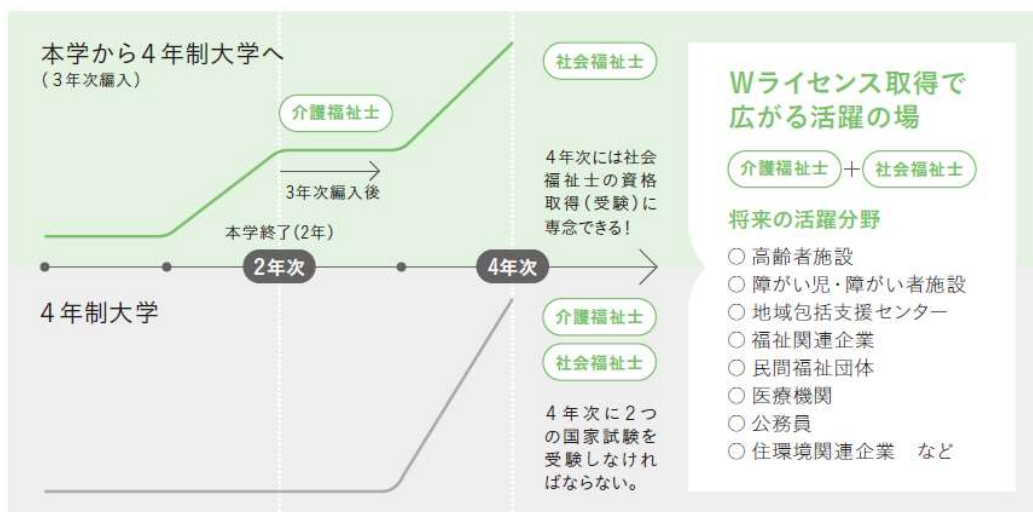 本学から4年制大学へ
(3年次編入)
介護福祉士
3年次編入後
本学終了(2年)
2年次
4年次
社会福祉士
4年次には社会
福祉士の資格
取得(受験)に
専念できる!
4年制大学
介護福祉士
社会福祉士
4年次に2つ
の国家試験を
受験しなけれ
ばならない。
Wライセンス取得で
広がる活躍の場
介護福祉士+社会福祉士
将来の活躍分野
○ 高齢者施設
○ 障がい児・障がい者施設
○ 地域包括支援センター
○ 福祉関連企業
○ 民間福祉団体
○ 医療機関
○ 公務員
○ 住環境関連企業 など